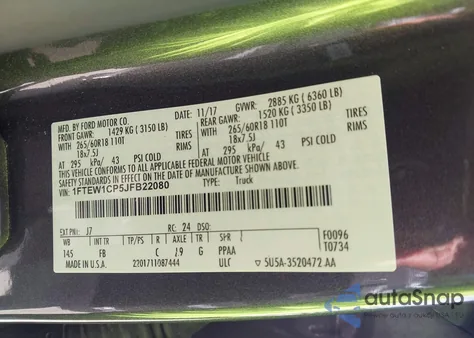 MFD. BY FORD MOTOR CO. DATE: 11/17 GVWR: 2885 KG ( 6360 LB)
FRONT GAWR: 1429 KG ( 3150 LB) REAR GAWR: 1520 KG ( 3350 LB)
WITH 265/60R18 110T TIRES WITH 265/60R18 110T TIRES
18x7.5J 18x7.5J
AT 295 kPa/ 43 PSI COLD AT 295 kPa/ 43 PSI COLD
THIS VEHICLE CONFORMS TO ALL APPLICABLE FEDERAL MOTOR VEHICLE
SAFETY STANDARDS IN EFFECT ON THE DATE OF MANUFACTURE SHOWN ABOVE.
VIN: 1FTEW1CP5JFB22080 TYPE: Truck
EXT PNT: J7 RC: 24 DSO: F0096
WB INT TR TP/PS R AXLE TR SPR T0734
145 FB C L9 G PPAA
MADE IN U.S.A. 2201711087444 ULC 5U5A-3520472 AA
autoSnap